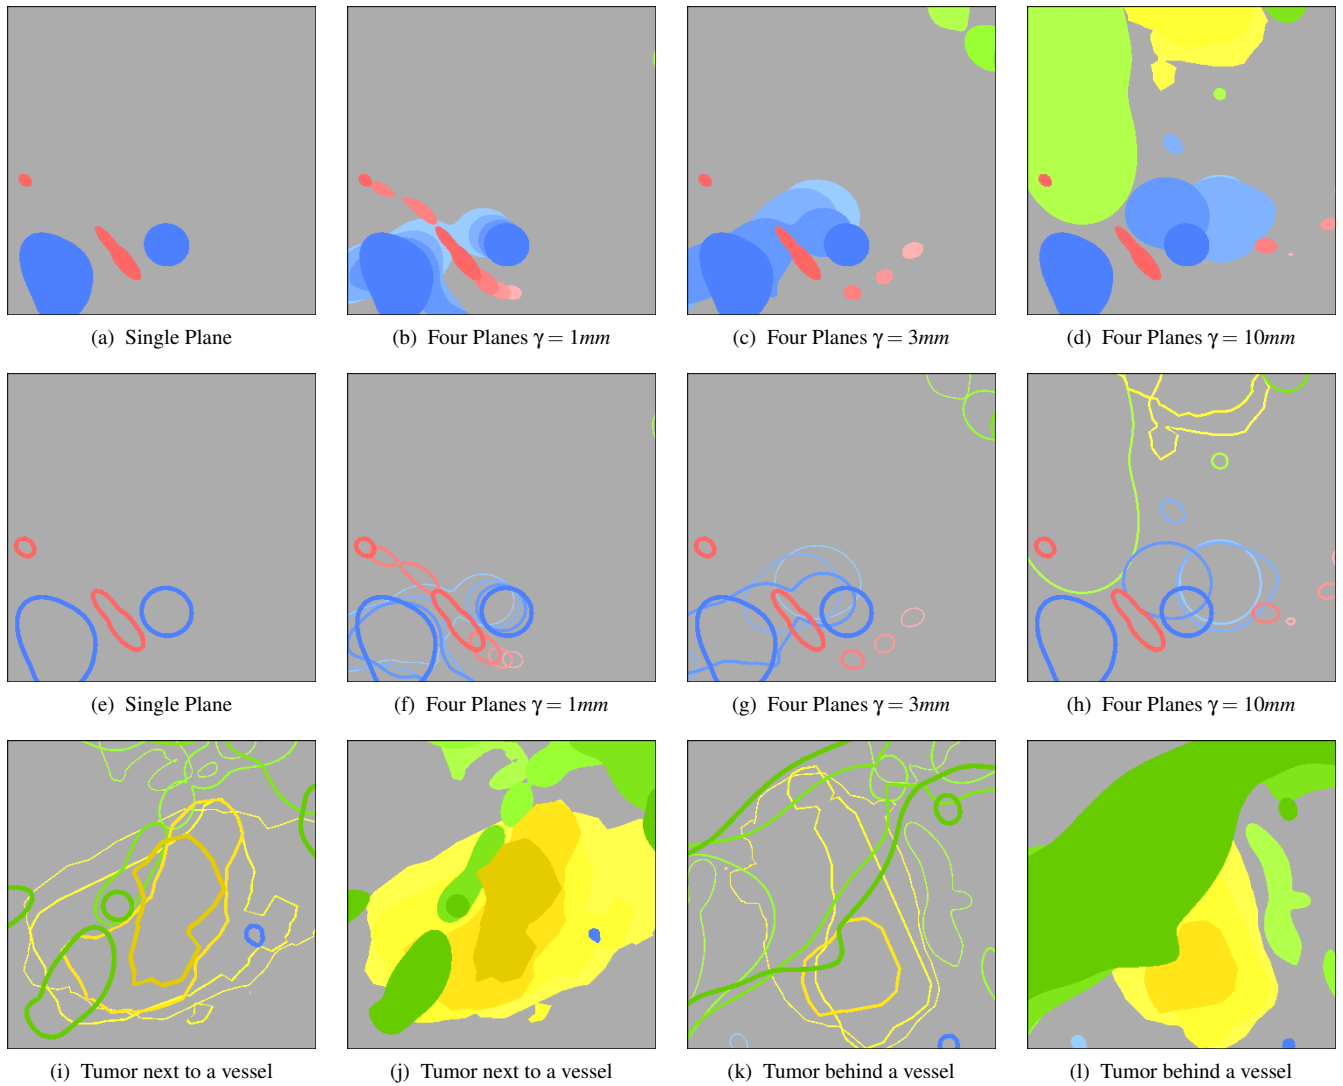 (a) Single Plane
(b) Four Planes γ = 1mm
(c) Four Planes γ = 3mm
(d) Four Planes γ = 10mm
(e) Single Plane
(f) Four Planes γ = 1mm
(g) Four Planes γ = 3mm
(h) Four Planes γ = 10mm
(i) Tumor next to a vessel
(j) Tumor next to a vessel
(k) Tumor behind a vessel
(l) Tumor behind a vessel